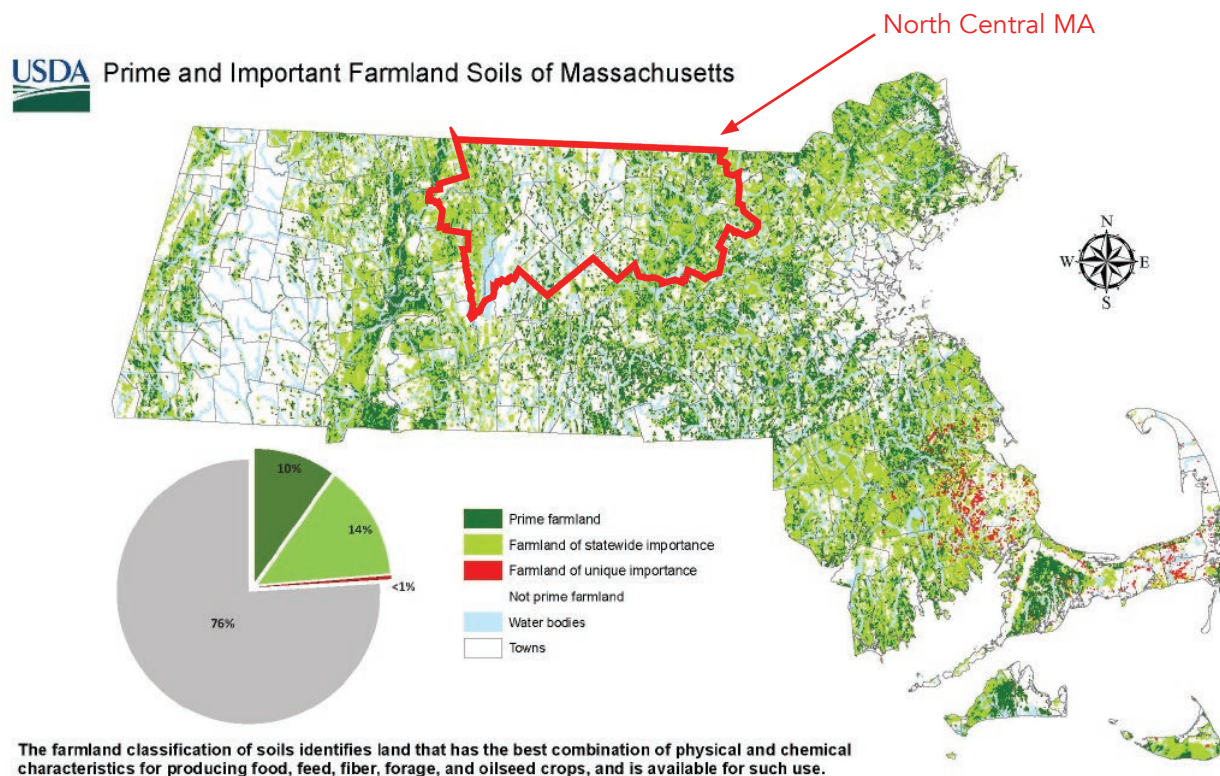 North Central MA
USDA Prime and Important Farmland Soils of Massachusetts
N
W E
S
10%
14%
<1%
76%
Prime farmland
Farmland of statewide importance
Farmland of unique importance
Not prime farmland
Water bodies
Towns
The farmland classification of soils identifies land that has the best combination of physical and chemical
characteristics for producing food, feed, fiber, forage, and oilseed crops, and is available for such use.